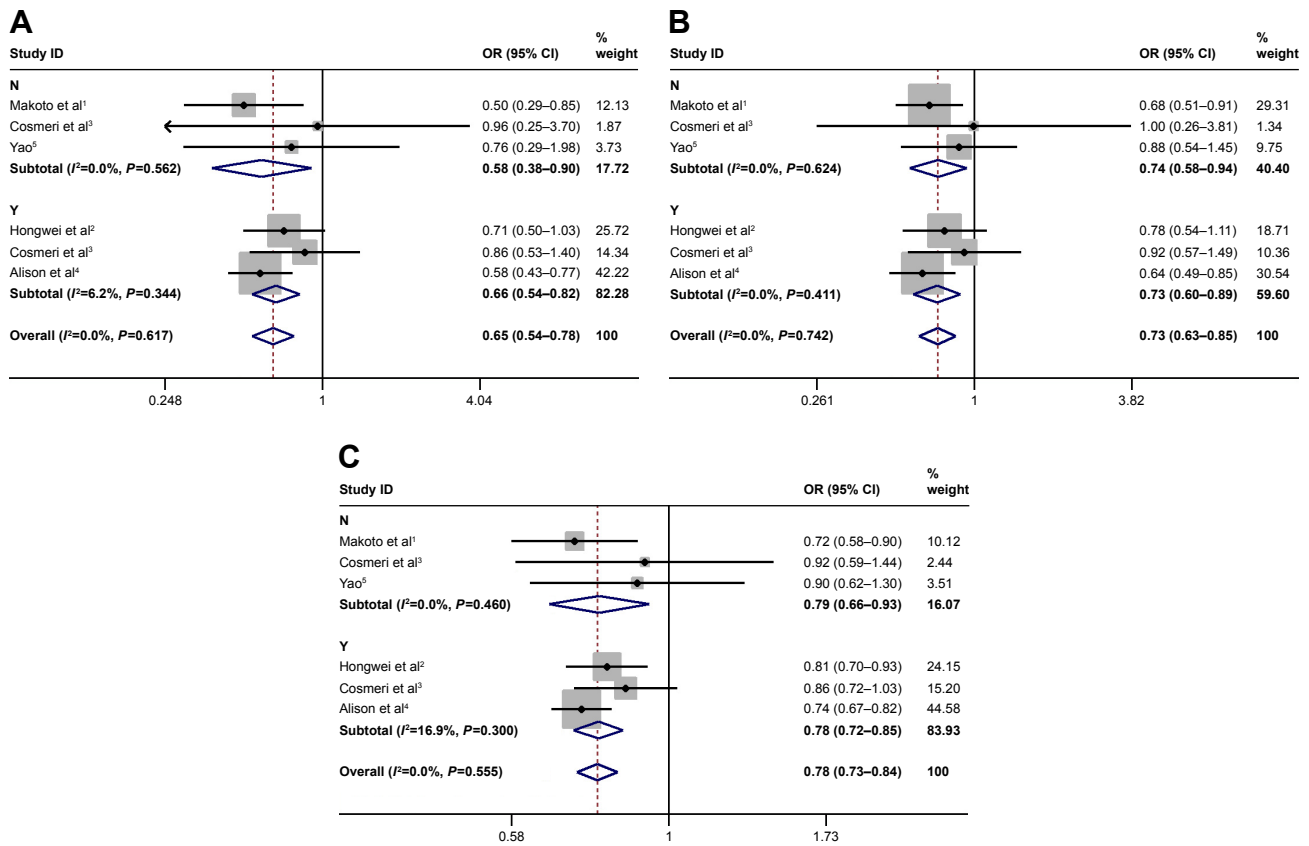 A
Study ID OR (95% CI) % weight
N
Makoto et al¹ 0.50 (0.29–0.85) 12.13
Cosmeri et al³ 0.96 (0.25–3.70) 1.87
Yao⁵ 0.76 (0.29–1.98) 3.73
Subtotal (I²=0.0%, P=0.562) 0.58 (0.38–0.90) 17.72
Y
Hongwei et al² 0.71 (0.50–1.03) 25.72
Cosmeri et al³ 0.86 (0.53–1.40) 14.34
Alison et al⁴ 0.58 (0.43–0.77) 42.22
Subtotal (I²=6.2%, P=0.344) 0.66 (0.54–0.82) 82.28
Overall (I²=0.0%, P=0.617) 0.65 (0.54–0.78) 100
0.248 1 4.04
B
Study ID OR (95% CI) % weight
N
Makoto et al¹ 0.68 (0.51–0.91) 29.31
Cosmeri et al³ 1.00 (0.26–3.81) 1.34
Yao⁵ 0.88 (0.54–1.45) 9.75
Subtotal (I²=0.0%, P=0.624) 0.74 (0.58–0.94) 40.40
Y
Hongwei et al² 0.78 (0.54–1.11) 18.71
Cosmeri et al³ 0.92 (0.57–1.49) 10.36
Alison et al⁴ 0.64 (0.49–0.85) 30.54
Subtotal (I²=0.0%, P=0.411) 0.73 (0.60–0.89) 59.60
Overall (I²=0.0%, P=0.742) 0.73 (0.63–0.85) 100
0.261 1 3.82
C
Study ID OR (95% CI) % weight
N
Makoto et al¹ 0.72 (0.58–0.90) 10.12
Cosmeri et al³ 0.92 (0.59–1.44) 2.44
Yao⁵ 0.90 (0.62–1.30) 3.51
Subtotal (I²=0.0%, P=0.460) 0.79 (0.66–0.93) 16.07
Y
Hongwei et al² 0.81 (0.70–0.93) 24.15
Cosmeri et al³ 0.86 (0.72–1.03) 15.20
Alison et al⁴ 0.74 (0.67–0.82) 44.58
Subtotal (I²=16.9%, P=0.300) 0.78 (0.72–0.85) 83.93
Overall (I²=0.0%, P=0.555) 0.78 (0.73–0.84) 100
0.58 1 1.73